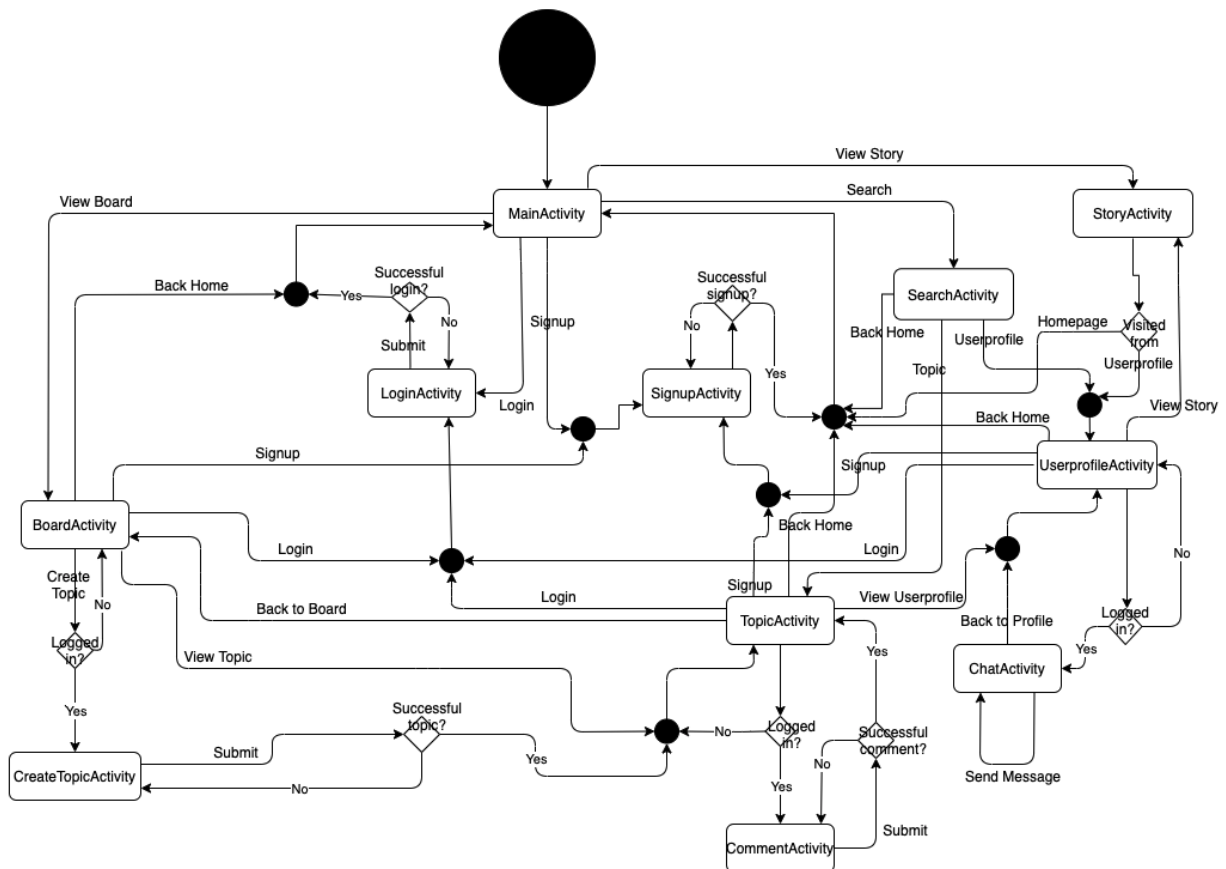 View Story
Search
View Board
MainActivity
StoryActivity
Successful
login?
Successful
signup?
Back Home
Yes
SearchActivity
No
Signup
No
Homepage
Visited
from
Back Home
Userprofile
Submit
Userprofile
Topic
Yes
LoginActivity
SignupActivity
Login
View Story
Back Home
Signup
Signup
UserprofileActivity
BoardActivity
Back Home
Login
Login
No
Create
Topic
Signup
No
Login
View Userprofile
Back to Board
TopicActivity
Back to Profile
Logged
in?
Logged
in?
Yes
Yes
View Topic
ChatActivity
Yes
Successful
topic?
No
Logged
in?
Successful
comment?
Submit
Yes
No
CreateTopicActivity
Send Message
No
Yes
Submit
CommentActivity